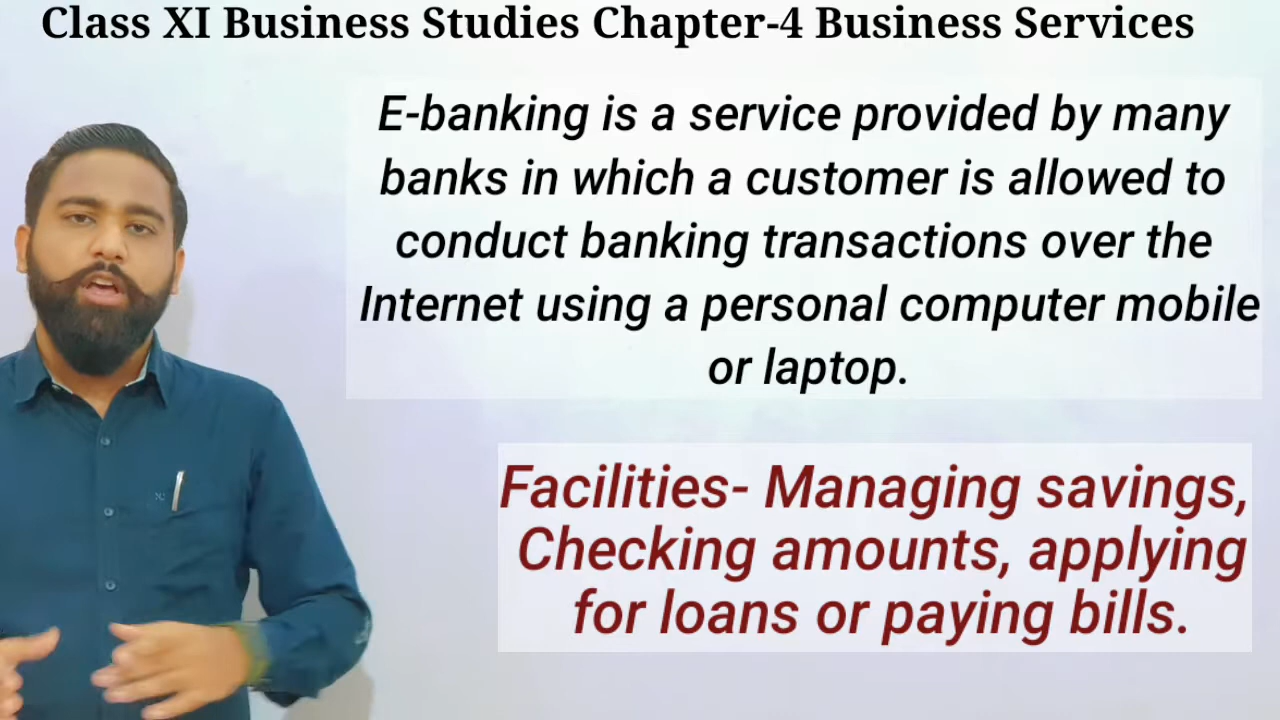 Class XI Business Studies Chapter-4 Business Services
E-banking is a service provided by many
banks in which a customer is allowed to
conduct banking transactions over the
Internet using a personal computer mobile
or laptop.
Facilities- Managing savings,
Checking amounts, applying
for loans or paying bills.